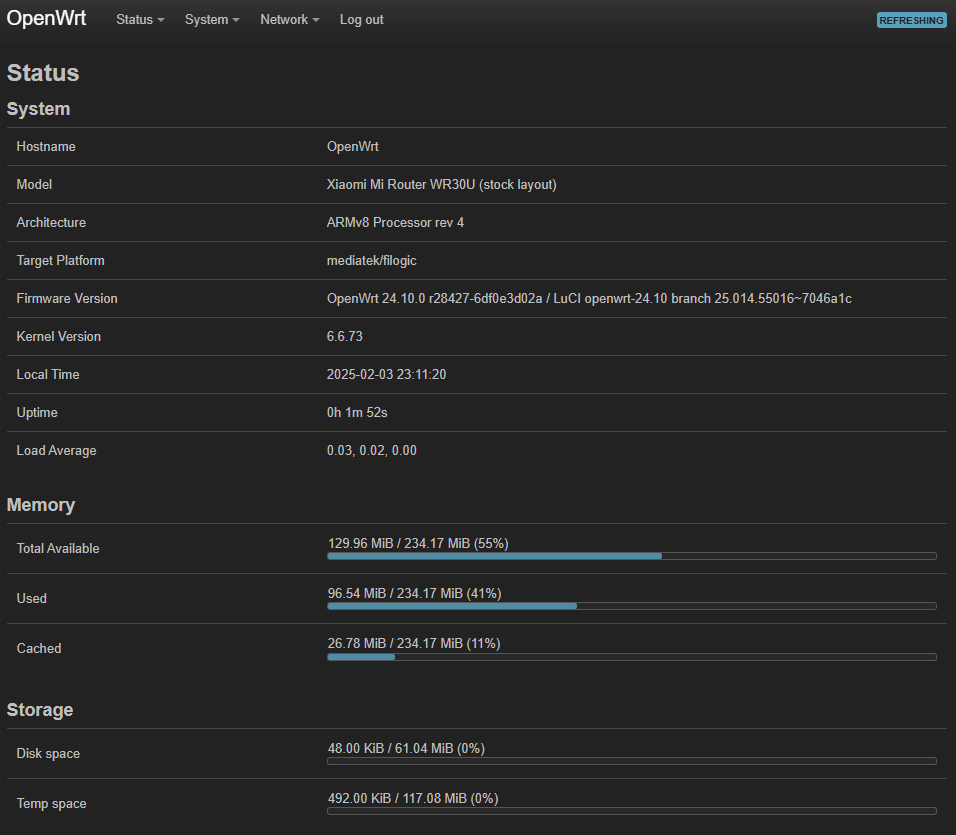 OpenWrt Status System Network Log out REFRESHING
Status
System
Hostname OpenWrt
Model Xiaomi Mi Router WR30U (stock layout)
Architecture ARMv8 Processor rev 4
Target Platform mediatek/filogic
Firmware Version OpenWrt 24.10.0 r28427-6df0e3d02a / LuCI openwrt-24.10 branch 25.014.55016~7046a1c
Kernel Version 6.6.73
Local Time 2025-02-03 23:11:20
Uptime 0h 1m 52s
Load Average 0.03, 0.02, 0.00
Memory
Total Available 129.96 MiB / 234.17 MiB (55%)
Used 96.54 MiB / 234.17 MiB (41%)
Cached 26.78 MiB / 234.17 MiB (11%)
Storage
Disk space 48.00 KiB / 61.04 MiB (0%)
Temp space 492.00 KiB / 117.08 MiB (0%)